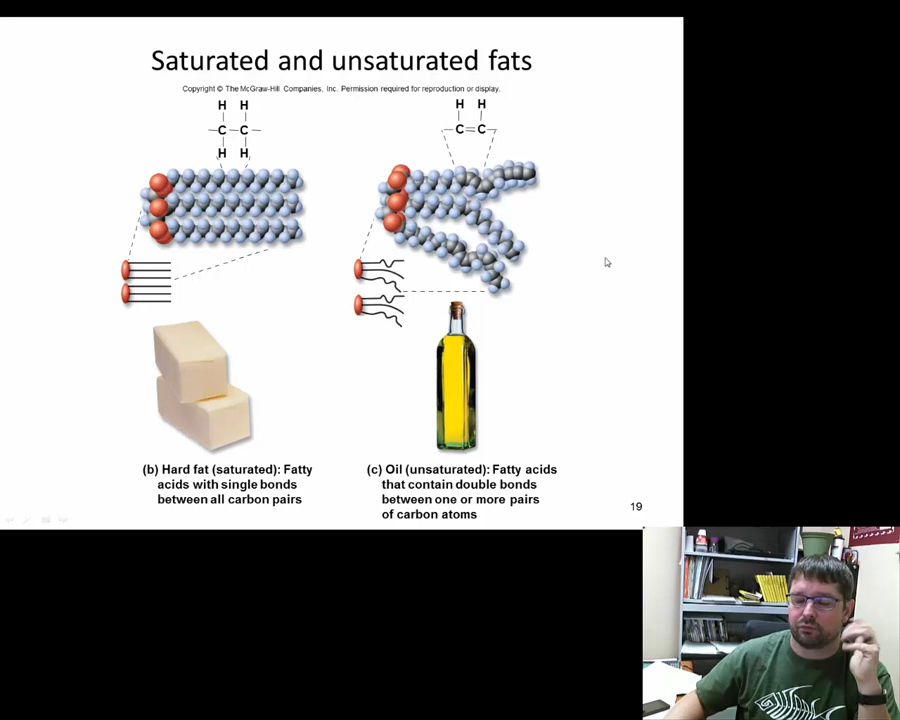 Saturated and unsaturated fats
Copyright © The McGraw-Hill Companies, Inc. Permission required for reproduction or display.
H H
C C
H H
H H
C=C
(b) Hard fat (saturated): Fatty
acids with single bonds
between all carbon pairs
(c) Oil (unsaturated): Fatty acids
that contain double bonds
between one or more pairs
of carbon atoms
19